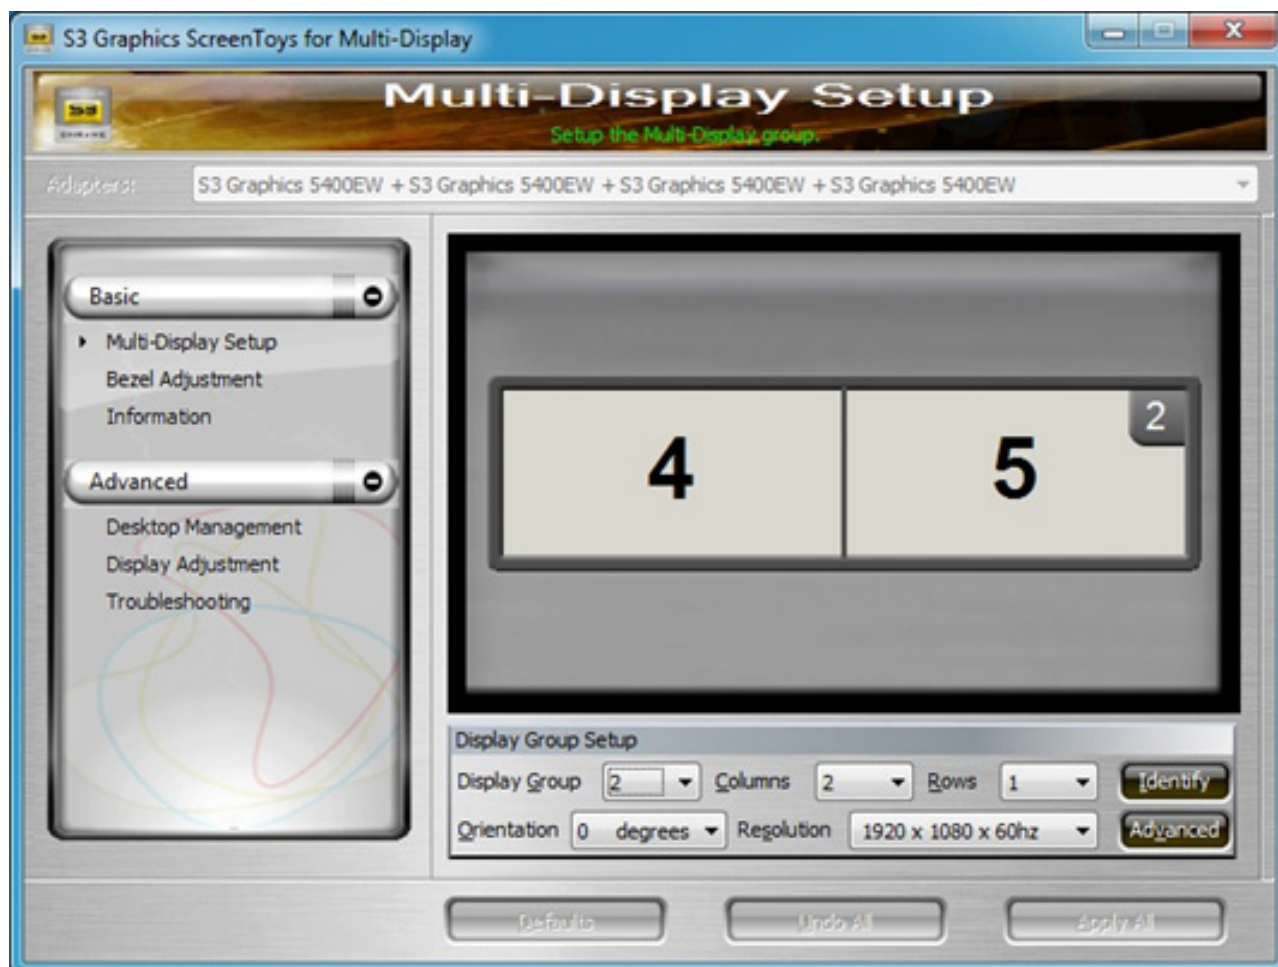 S3 Graphics ScreenToys for Multi-Display
Multi-Display Setup
Setup the Multi-Display group.
S3
CHROME
Adapters: S3 Graphics 5400EW + S3 Graphics 5400EW + S3 Graphics 5400EW + S3 Graphics 5400EW
Basic
Multi-Display Setup
Bezel Adjustment
Information
Advanced
Desktop Management
Display Adjustment
Troubleshooting
4 5 2
Display Group Setup
Display Group 2 Columns 2 Rows 1 Identify
Orientation 0 degrees Resolution 1920 x 1080 x 60hz Advanced
Defaults Undo All Apply All